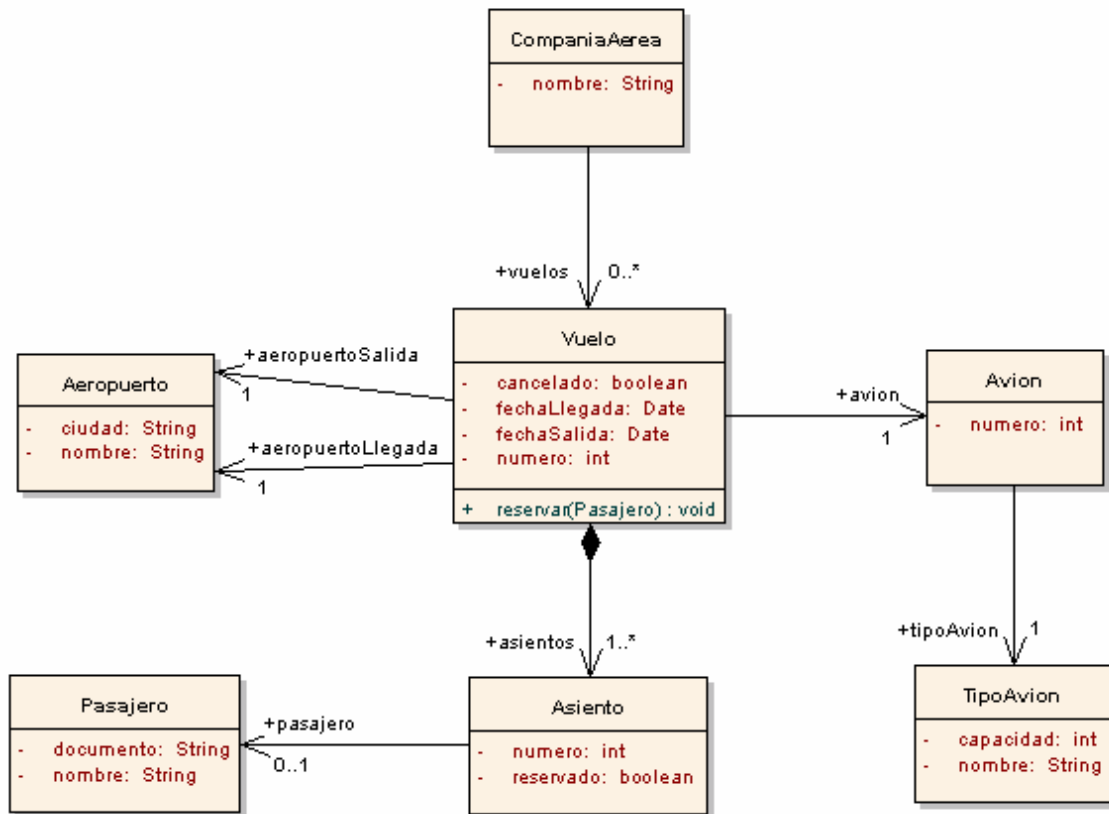 CompaniaAerea
- nombre: String
+vuelos 0..*
Vuelo
- cancelado: boolean
- fechaLlegada: Date
- fechaSalida: Date
- numero: int
+ reservar(Pasajero) : void
+aeropuertoSalida
1
+aeropuertoLlegada
1
Aeropuerto
- ciudad: String
- nombre: String
+avion
1
Avion
- numero: int
+tipoAvion 1
TipoAvion
- capacidad: int
- nombre: String
+asientos 1..*
Asiento
- numero: int
- reservado: boolean
+pasajero
0..1
Pasajero
- documento: String
- nombre: String